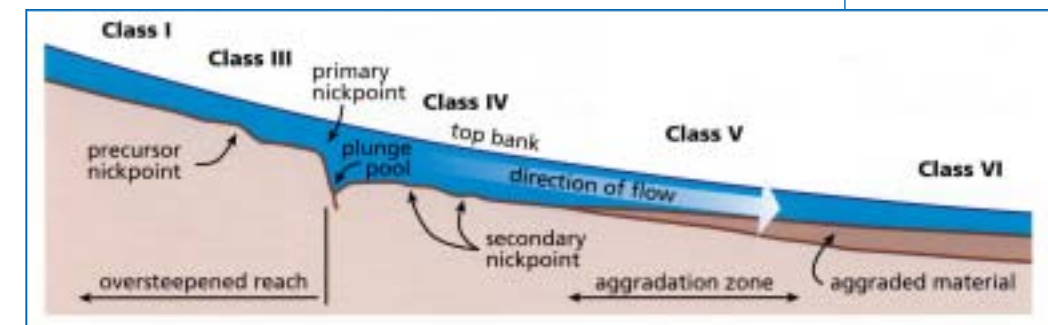 Class I
Class III
primary
nickpoint
Class IV
top bank
Class V
Class VI
precursor
nickpoint
plunge
pool
direction of flow
secondary
nickpoint
oversteepened reach
aggradation zone
aggraded material